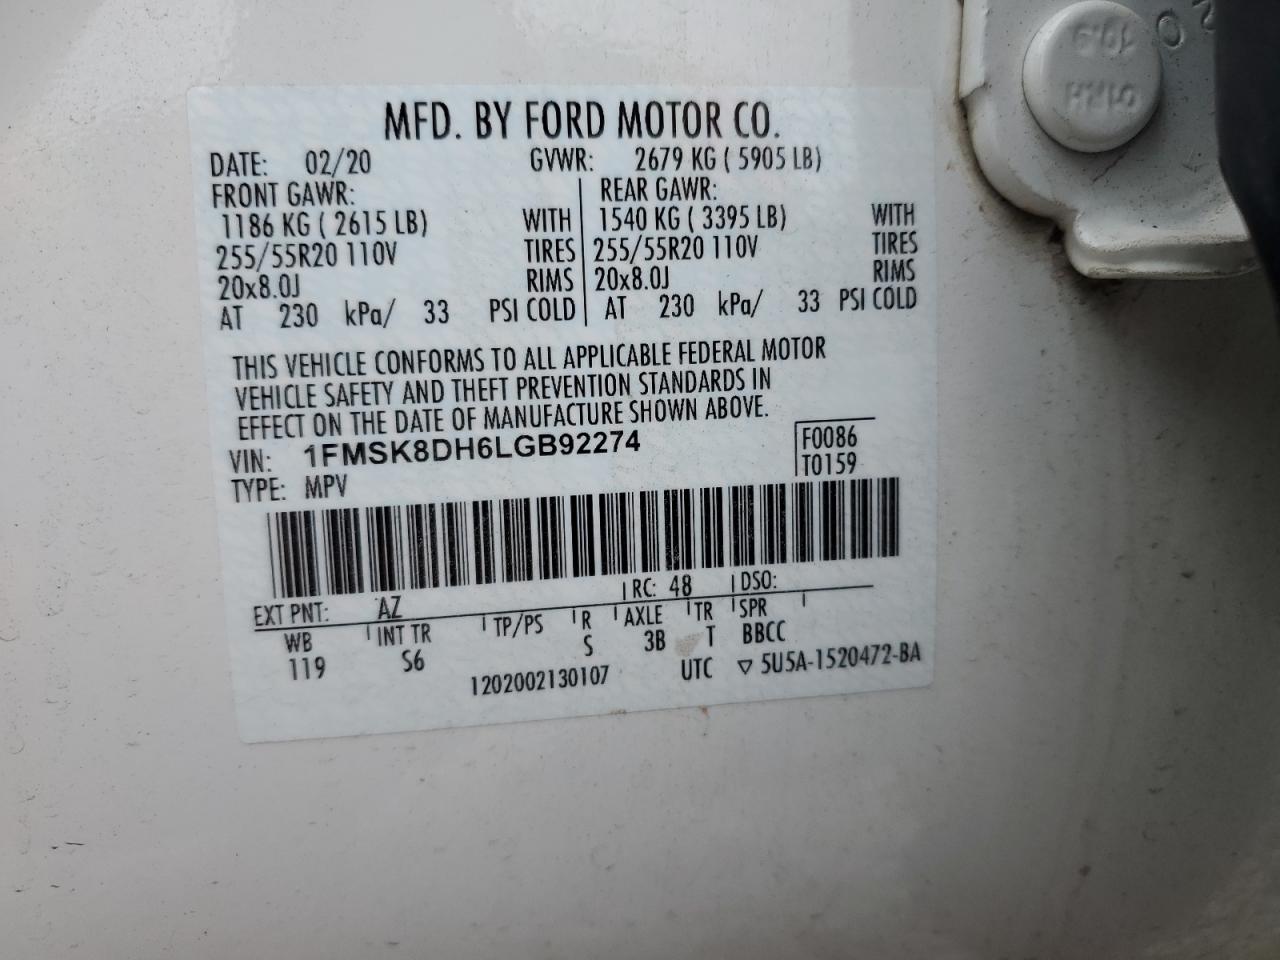 MFD. BY FORD MOTOR CO.
DATE: 02/20 GVWR: 2679 KG ( 5905 LB)
FRONT GAWR: REAR GAWR:
1186 KG ( 2615 LB) WITH 1540 KG ( 3395 LB) WITH
255/55R20 110V TIRES 255/55R20 110V TIRES
20x8.0J RIMS 20x8.0J RIMS
AT 230 kPa/ 33 PSI COLD AT 230 kPa/ 33 PSI COLD
THIS VEHICLE CONFORMS TO ALL APPLICABLE FEDERAL MOTOR
VEHICLE SAFETY AND THEFT PREVENTION STANDARDS IN
EFFECT ON THE DATE OF MANUFACTURE SHOWN ABOVE.
VIN: 1FMSK8DH6LGB92274 F0086
TYPE: MPV T0159
EXT PNT: AZ RC: 48 DSO:
WB INT TR TP/PS R AXLE TR SPR
119 S6 S 3B T BBCC
1202002130107 UTC ▽ 5U5A-1520472-BA
10.9